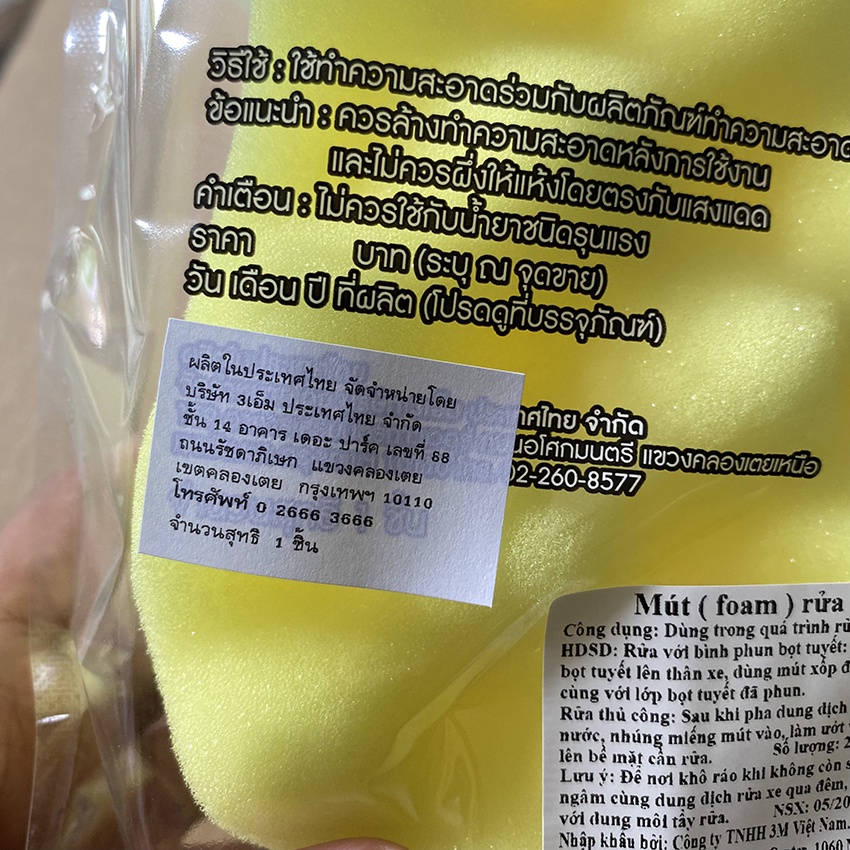 วิธีใช้ : ใช้ทำความสะอาดร่วมกับผลิตภัณฑ์ทำความสะอาด
ข้อแนะนำ : ควรล้างทำความสะอาดหลังการใช้งาน
และไม่ควรผึ่งให้แห้งโดยตรงกับแสงแดด
คำเตือน : ไม่ควรใช้กับน้ำยาชนิดรุนแรง
ราคา บาท (ระบุ ณ จุดขาย)
วัน เดือน ปี ที่ผลิต (โปรดดูที่บรรจุภัณฑ์)
ผลิตในประเทศไทย จัดจำหน่ายโดย
บริษัท 3เอ็ม ประเทศไทย จำกัด
ชั้น 14 อาคาร เดอะ ปาร์ค เลขที่ 88
ถนนรัชดาภิเษก แขวงคลองเตย
เขตคลองเตย กรุงเทพฯ 10110
โทรศัพท์ 0 2666 3666
จำนวนสุทธิ 1 ชิ้น
ทศไทย จำกัด
นอโศกมนตรี แขวงคลองเตยเหนือ
02-260-8577
Mút ( foam ) rửa
Công dụng: Dùng trong quá trình rử
HDSD: Rửa với bình phun bọt tuyết:
bọt tuyết lên thân xe, dùng mút xốp đ
cùng với lớp bọt tuyết đã phun.
Rửa thủ công: Sau khi pha dung dịch
nước, nhúng miếng mút vào, làm ướt
lên bề mặt cần rửa. Số lượng: 2
Lưu ý: Để nơi khô ráo khi không còn s
ngâm cùng dung dịch rửa xe qua đêm,
với dung môi tẩy rửa. NSX: 05/20
Nhập khẩu bởi: Công ty TNHH 3M Việt Nam.
1060 N